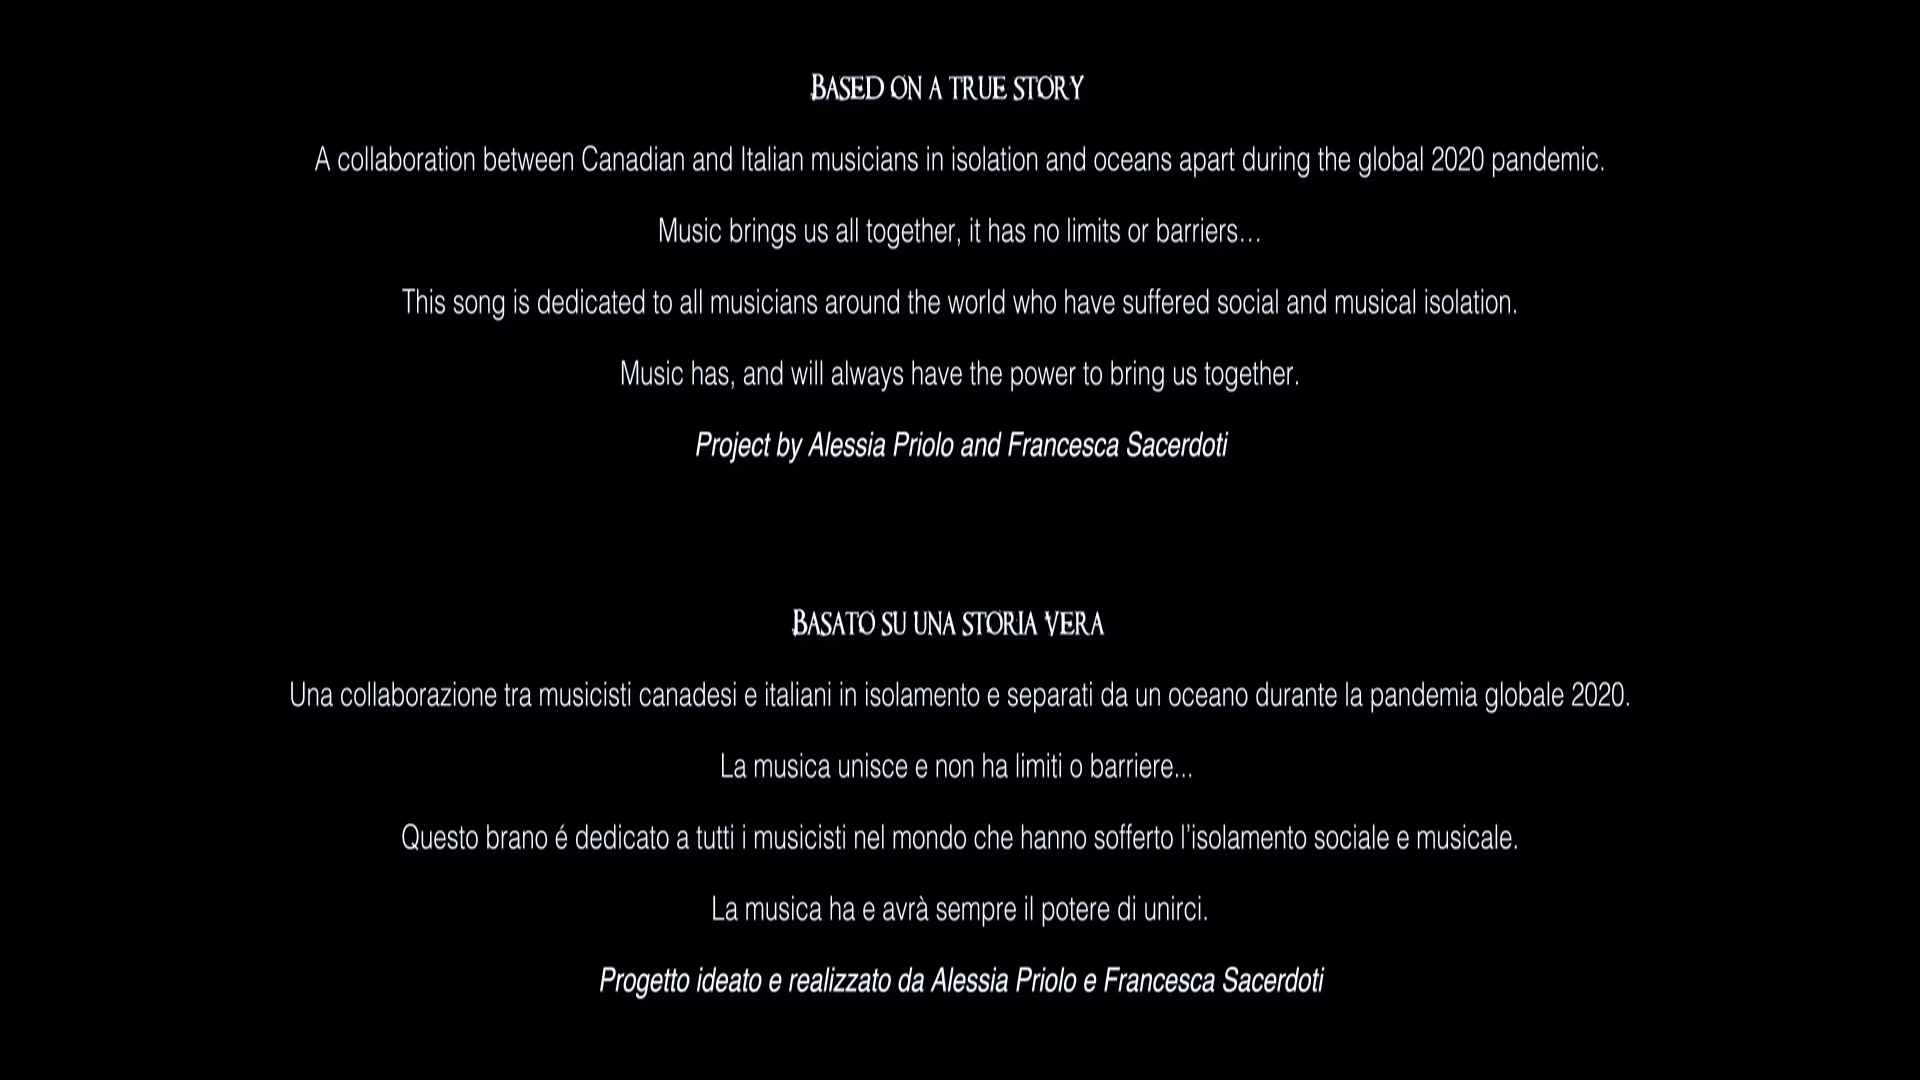 BASED ON A TRUE STORY
A collaboration between Canadian and Italian musicians in isolation and oceans apart during the global 2020 pandemic.
Music brings us all together, it has no limits or barriers…
This song is dedicated to all musicians around the world who have suffered social and musical isolation.
Music has, and will always have the power to bring us together.
Project by Alessia Priolo and Francesca Sacerdoti
BASATO SU UNA STORIA VERA
Una collaborazione tra musicisti canadesi e italiani in isolamento e separati da un oceano durante la pandemia globale 2020.
La musica unisce e non ha limiti o barriere...
Questo brano é dedicato a tutti i musicisti nel mondo che hanno sofferto l’isolamento sociale e musicale.
La musica ha e avrà sempre il potere di unirci.
Progetto ideato e realizzato da Alessia Priolo e Francesca Sacerdoti